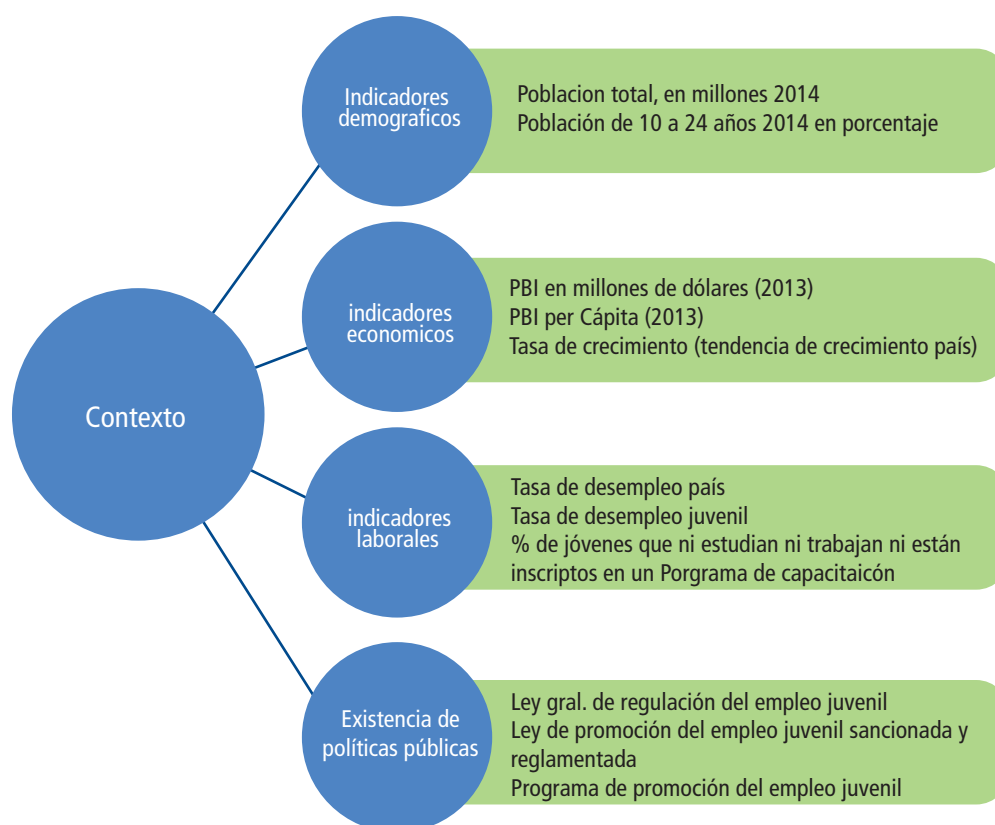 Indicadores
demograficos
Poblacion total, en millones 2014
Población de 10 a 24 años 2014 en porcentaje
indicadores
economicos
PBI en millones de dólares (2013)
PBI per Cápita (2013)
Tasa de crecimiento (tendencia de crecimiento país)
Contexto
indicadores
laborales
Tasa de desempleo país
Tasa de desempleo juvenil
% de jóvenes que ni estudian ni trabajan ni están
inscriptos en un Porgrama de capacitaicón
Existencia de
políticas públicas
Ley gral. de regulación del empleo juvenil
Ley de promoción del empleo juvenil sancionada y
reglamentada
Programa de promoción del empleo juvenil